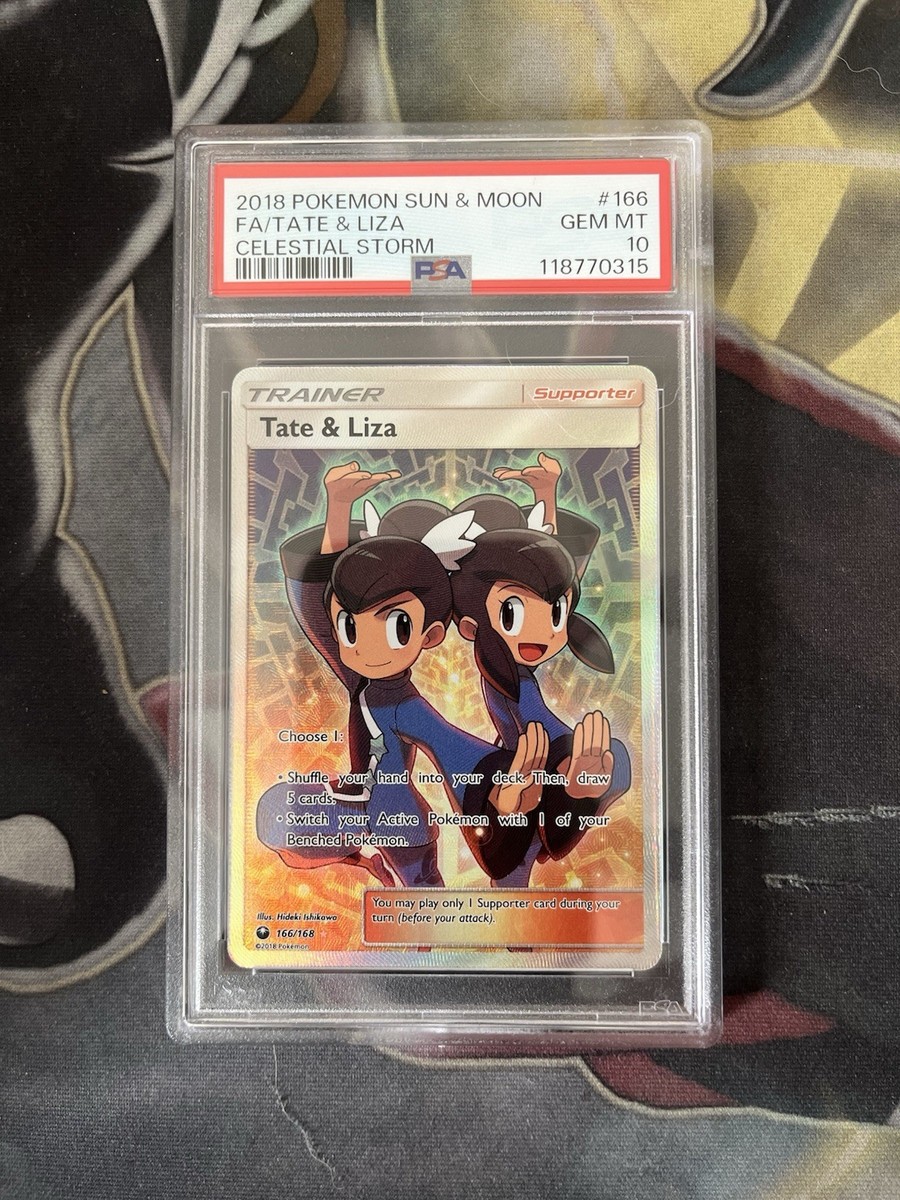 2018 POKEMON SUN & MOON #166
FA/TATE & LIZA GEM MT
CELESTIAL STORM 10
PSA 118770315
TRAINER Supporter
Tate & Liza
Choose 1:
• Shuffle your hand into your deck. Then, draw
5 cards.
• Switch your Active Pokémon with 1 of your
Benched Pokémon.
You may play only 1 Supporter card during your
turn (before your attack).
Illus. Hideki Ishikawa
166/168
©2018 Pokémon
PSA